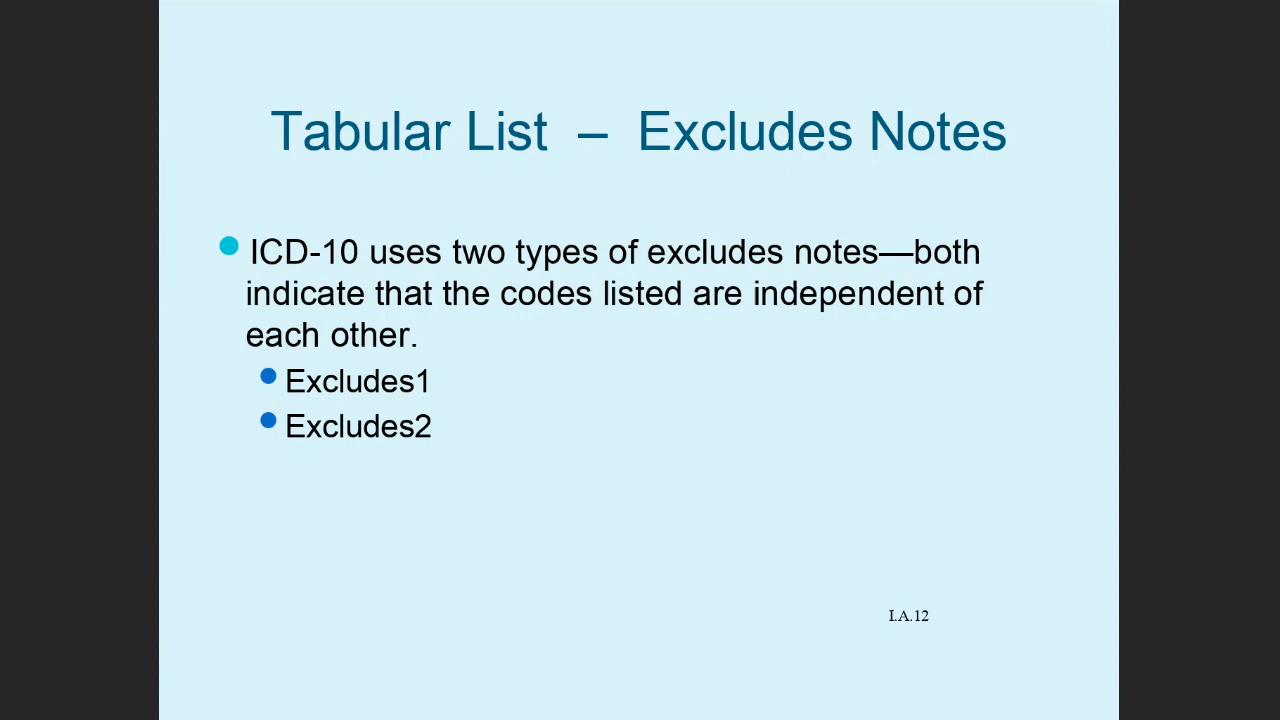 Tabular List – Excludes Notes
ICD-10 uses two types of excludes notes—both
indicate that the codes listed are independent of
each other.
Excludes1
Excludes2
I.A.12